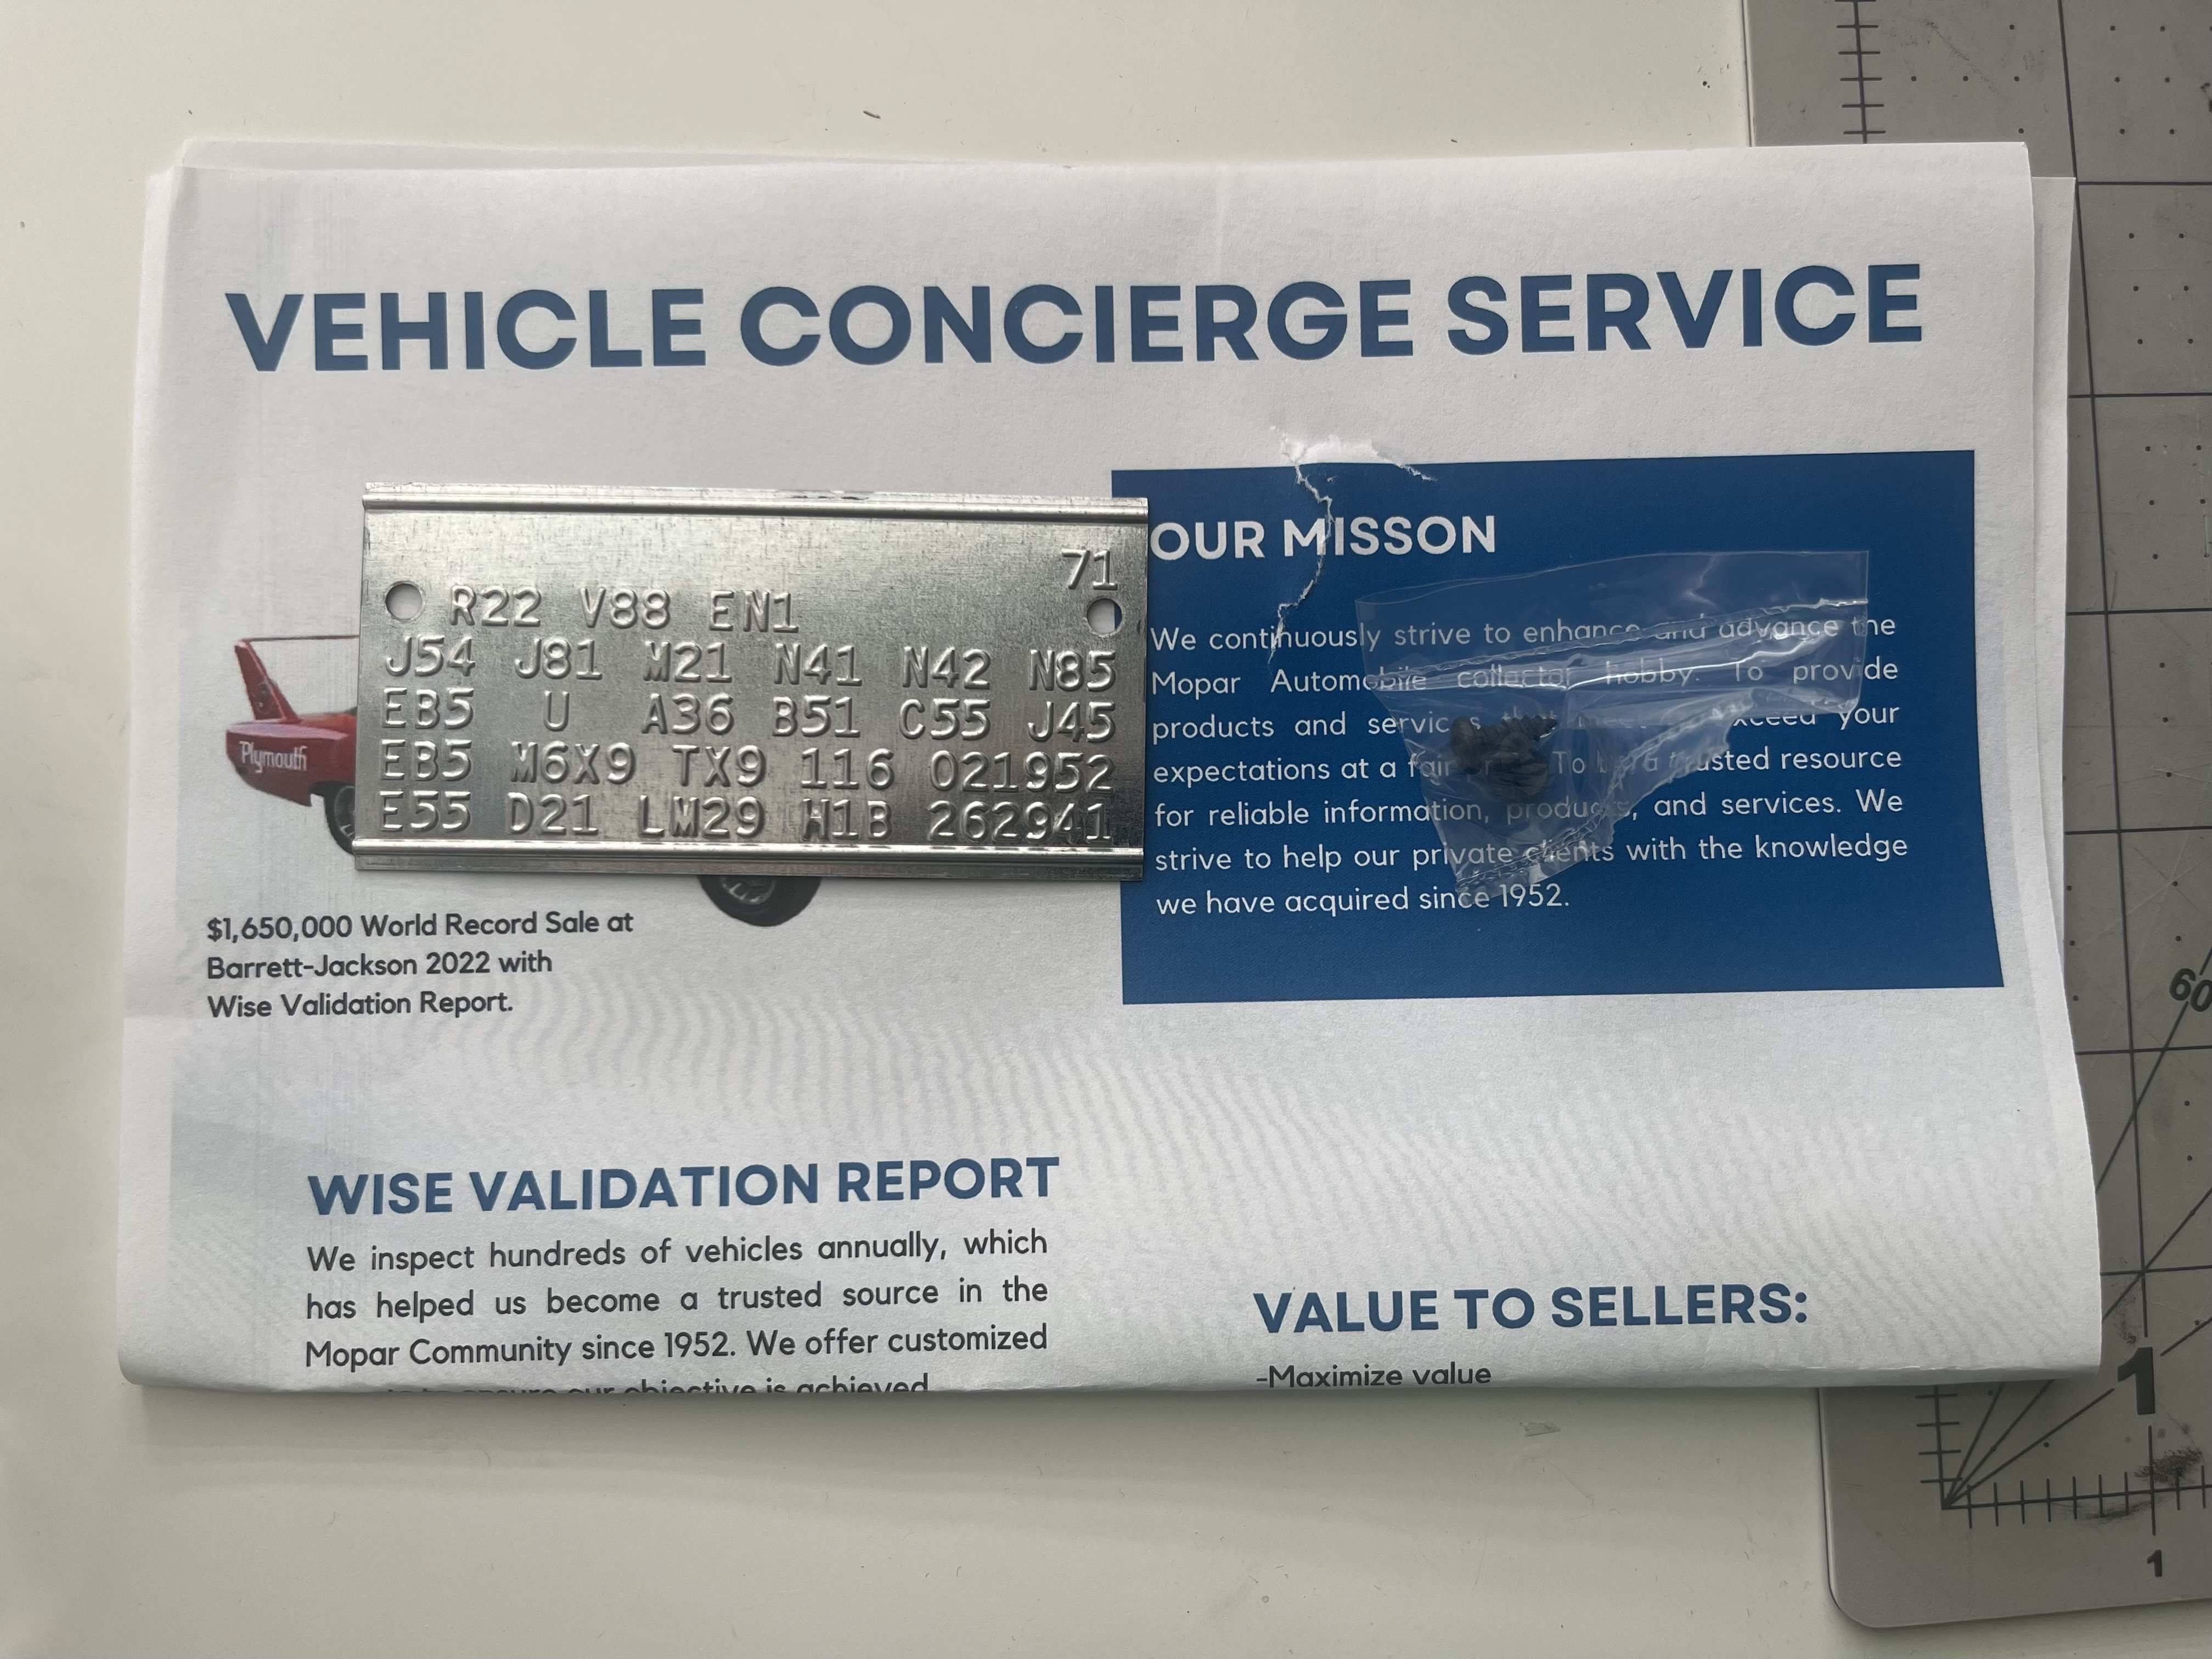 VEHICLE CONCIERGE SERVICE
71
R22 V88 EN1
J54 J81 M21 N41 N42 N85
EB5 U A36 B51 C55 J45
EB5 M6X9 TX9 116 021952
E55 D21 LM29 H1B 262941
Plymouth
$1,650,000 World Record Sale at
Barrett-Jackson 2022 with
Wise Validation Report.
OUR MISSON
We continuously strive to enhance and advance the
Mopar Automobile collector hobby. To provide
products and services your
expectations at a fair To trusted resource
for reliable information, products, and services. We
strive to help our private clients with the knowledge
we have acquired since 1952.
WISE VALIDATION REPORT
We inspect hundreds of vehicles annually, which
has helped us become a trusted source in the
Mopar Community since 1952. We offer customized
our objective is achieved
VALUE TO SELLERS:
-Maximize value
60
1
1